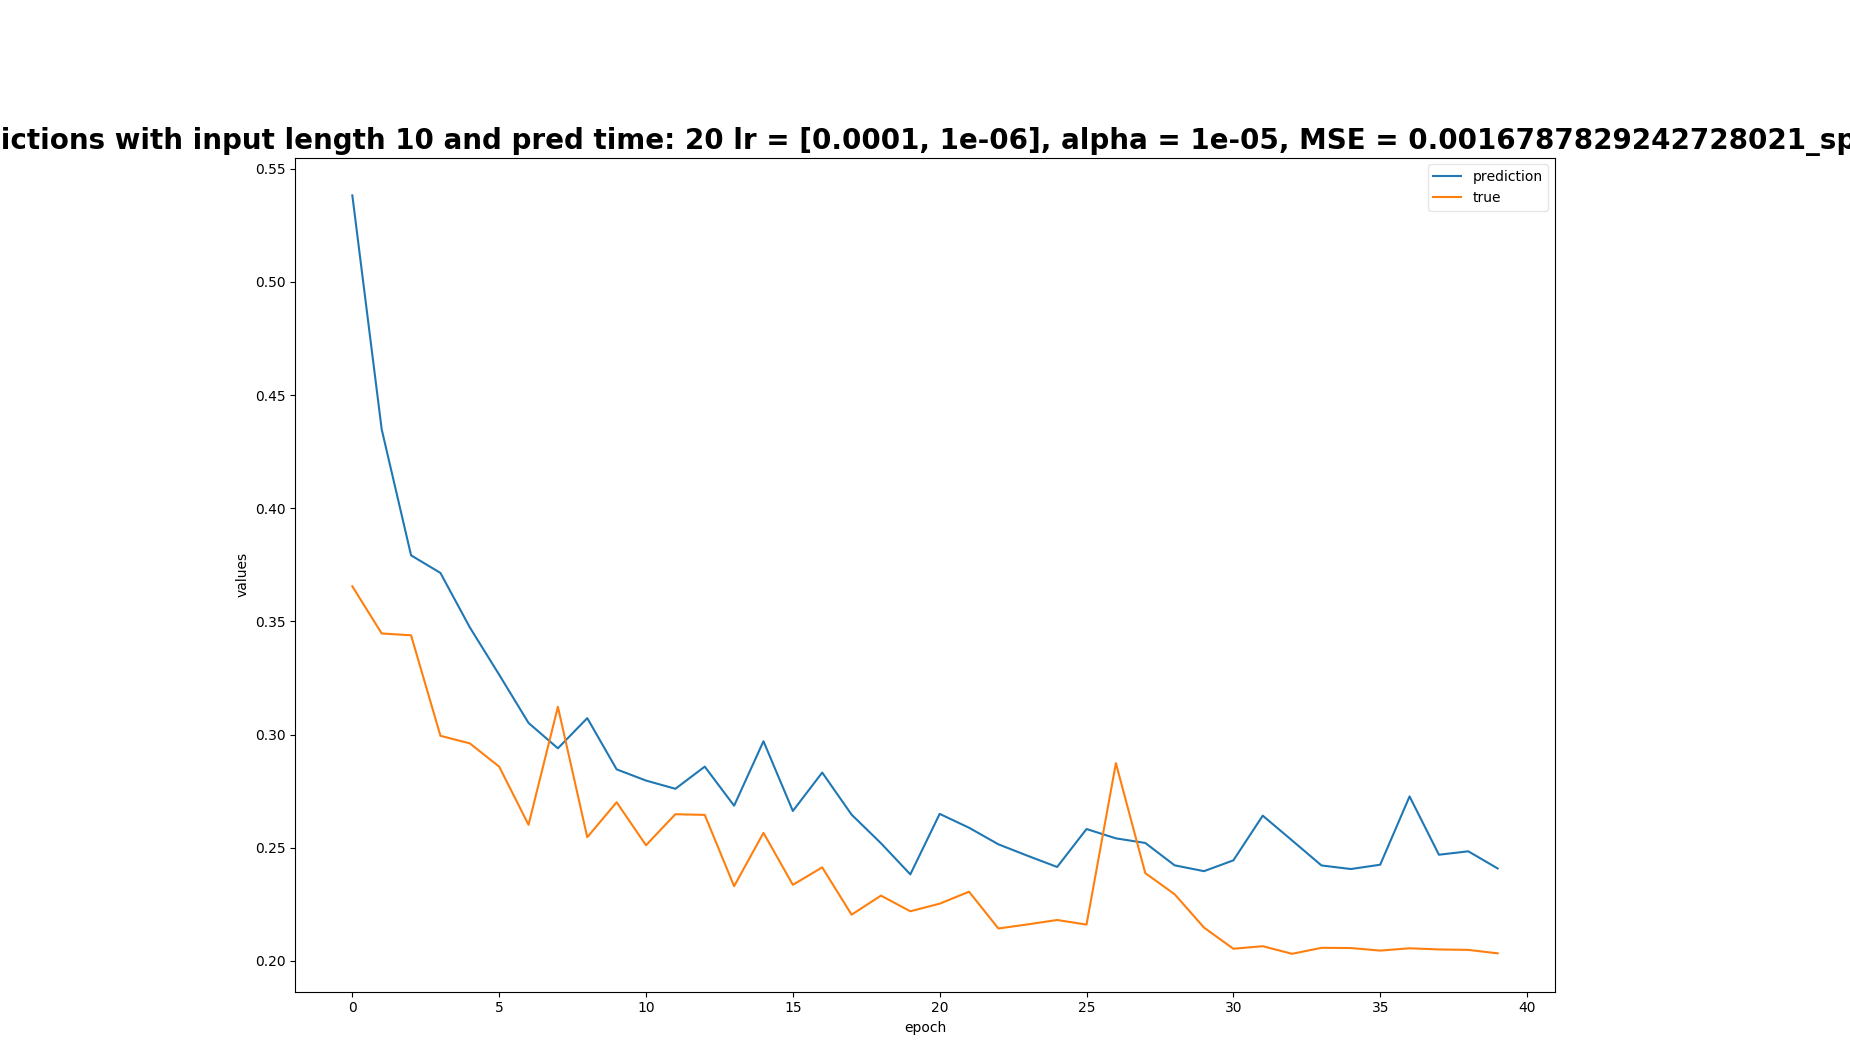 ictions with input length 10 and pred time: 20 lr = [0.0001, 1e-06], alpha = 1e-05, MSE = 0.0016787829242728021_sp
prediction
true
0.55
0.50
0.45
0.40
0.35
0.30
0.25
0.20
values
0 5 10 15 20 25 30 35 40
epoch